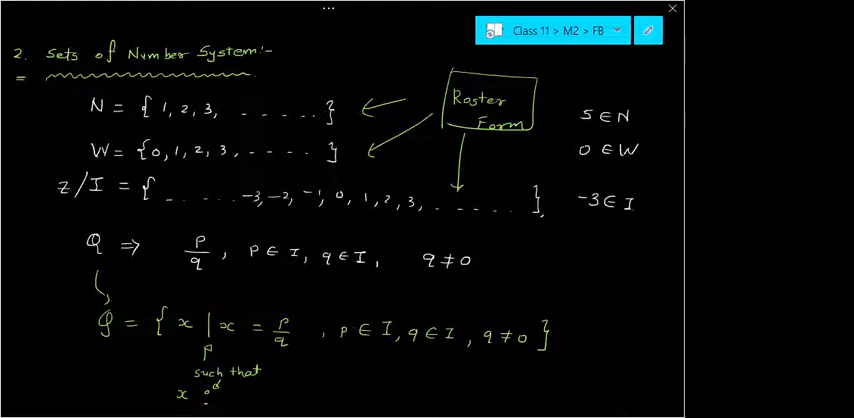 Class 11 > M2 > FB
2. Sets of Number System:-
N = { 1, 2, 3, ...... }
Roster Form
5 ∈ N
W = {0, 1, 2, 3, ...... }
0 ∈ W
Z/I = { ...... -3, -2, -1, 0, 1, 2, 3, ...... }
-3 ∈ I
Q ⇒ p/q, p ∈ I, q ∈ I, q ≠ 0
Q = { x | x = p/q, p ∈ I, q ∈ I, q ≠ 0 }
such that
x